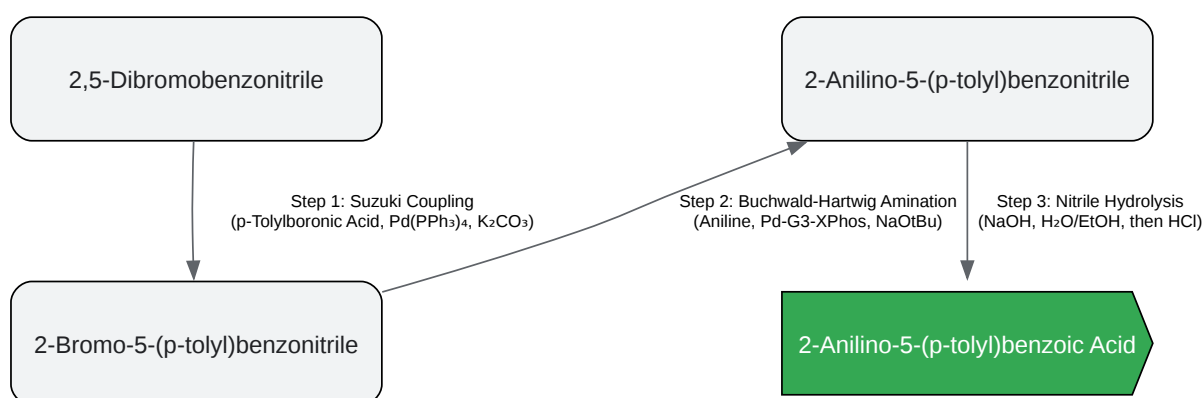 2,5-Dibromobenzonitrile
Step 1: Suzuki Coupling
(p-Tolylboronic Acid, Pd(PPh₃)₄, K₂CO₃)
2-Bromo-5-(p-tolyl)benzonitrile
Step 2: Buchwald-Hartwig Amination
(Aniline, Pd-G3-XPhos, NaOtBu)
2-Anilino-5-(p-tolyl)benzonitrile
Step 3: Nitrile Hydrolysis
(NaOH, H₂O/EtOH, then HCl)
2-Anilino-5-(p-tolyl)benzoic Acid